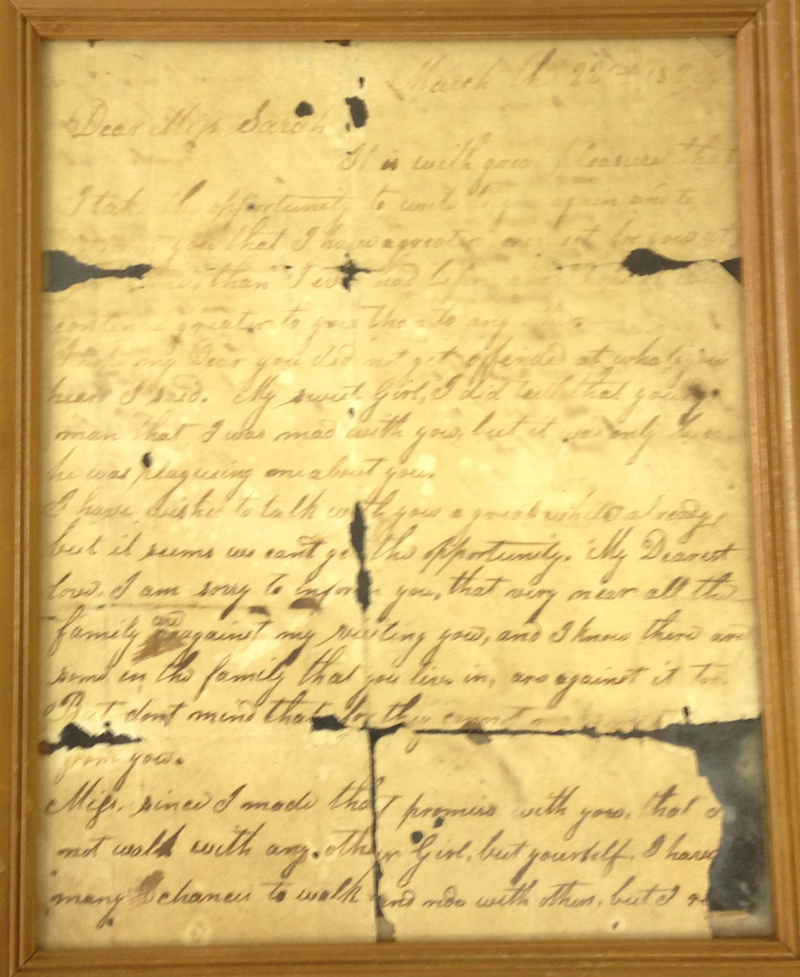 March the 22nd 18
Dear Miss Sarah
It is with great pleasure that
I take the opportunity to write to you again and to
you that I have a greater respect for you at
than I ever had before and
continue greater to you than to any
I hope my Dear you did not get offended at what you
heard I said. My sweet Girl, I did tell that young
man that I was mad with you, but it was only
he was plaguing me about you.
I have wished to talk with you a great while already,
but it seems we cant get the opportunity. My Dearest
love, I am sorry to inform you, that very near all the
family are against my visiting you, and I know there are
some in the family that you live in, are against it too.
But dont mind that for they cannot
from you.
Miss, since I made that promise with you, that
not walk with any other Girl, but yourself, I have
many chances to walk and ride with others, but I